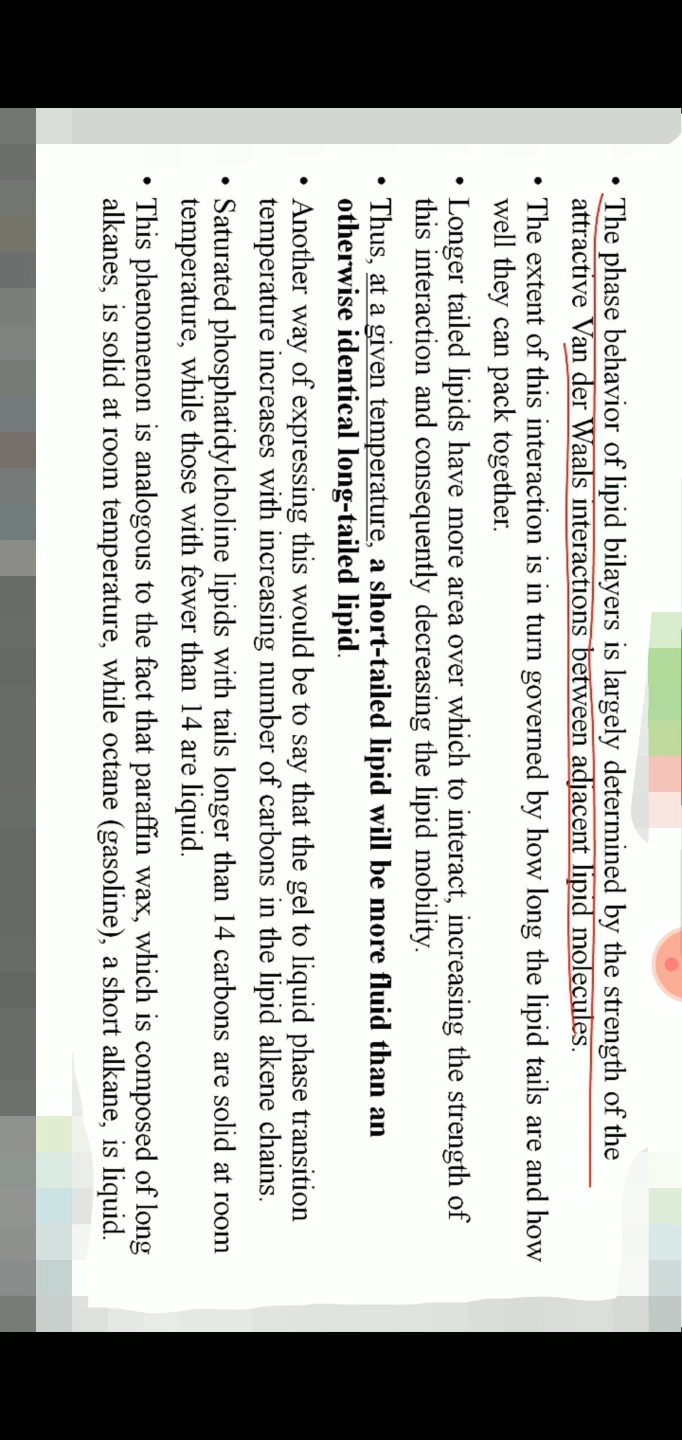 • The phase behavior of lipid bilayers is largely determined by the strength of the
attractive Van der Waals interactions between adjacent lipid molecules.
• The extent of this interaction is in turn governed by how long the lipid tails are and how
well they can pack together.
• Longer tailed lipids have more area over which to interact, increasing the strength of
this interaction and consequently decreasing the lipid mobility.
• Thus, at a given temperature, a short-tailed lipid will be more fluid than an
otherwise identical long-tailed lipid.
• Another way of expressing this would be to say that the gel to liquid phase transition
temperature increases with increasing number of carbons in the lipid alkene chains.
• Saturated phosphatidylcholine lipids with tails longer than 14 carbons are solid at room
temperature, while those with fewer than 14 are liquid.
• This phenomenon is analogous to the fact that paraffin wax, which is composed of long
alkanes, is solid at room temperature, while octane (gasoline), a short alkane, is liquid.